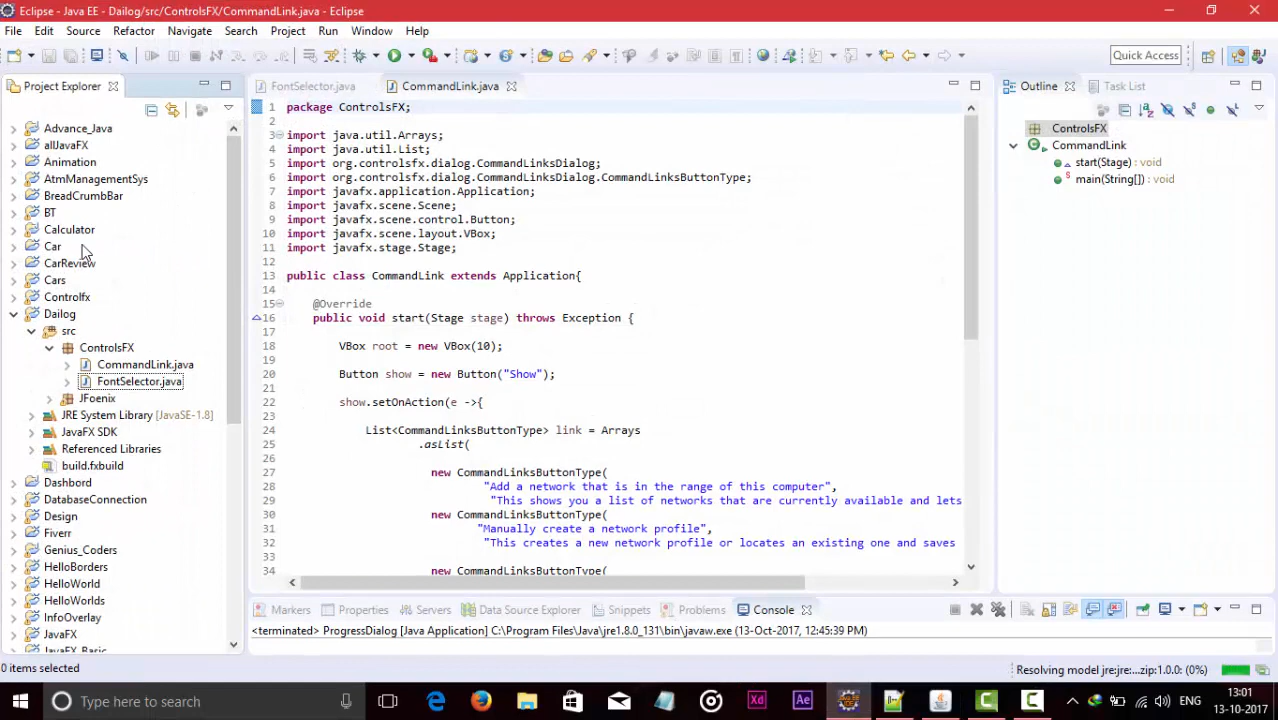 Eclipse - Java EE - Dailog/src/ControlsFX/CommandLink.java - Eclipse
File Edit Source Refactor Navigate Search Project Run Window Help
Quick Access
Project Explorer
FontSelector.java
CommandLink.java
Outline
Task List
Advance_Java
allJavaFX
Animation
AtmManagementSys
BreadCrumbBar
BT
Calculator
Car
CarReview
Cars
Controlfx
Dailog
src
ControlsFX
CommandLink.java
FontSelector.java
JFoenix
JRE System Library [JavaSE-1.8]
JavaFX SDK
Referenced Libraries
build.fxbuild
Dashbord
DatabaseConnection
Design
Fiverr
Genius_Coders
HelloBorders
HelloWorld
HelloWorlds
InfoOverlay
JavaFX
JavaFX_Basic
1 package ControlsFX;
2
3 import java.util.Arrays;
4 import java.util.List;
5 import org.controlsfx.dialog.CommandLinksDialog;
6 import org.controlsfx.dialog.CommandLinksDialog.CommandLinksButtonType;
7 import javafx.application.Application;
8 import javafx.scene.Scene;
9 import javafx.scene.control.Button;
10 import javafx.scene.layout.VBox;
11 import javafx.stage.Stage;
12
13 public class CommandLink extends Application{
14
15 @Override
16 public void start(Stage stage) throws Exception {
17
18 VBox root = new VBox(10);
19
20 Button show = new Button("Show");
21
22 show.setOnAction(e ->{
23
24 List<CommandLinksButtonType> link = Arrays
25 .asList(
26
27 new CommandLinksButtonType(
28 "Add a network that is in the range of this computer",
29 "This shows you a list of networks that are currently available and lets
30 new CommandLinksButtonType(
31 "Manually create a network profile",
32 "This creates a new network profile or locates an existing one and saves
33
34 new CommandLinksButtonType(
ControlsFX
CommandLink
start(Stage) : void
main(String[]) : void
Markers
Properties
Servers
Data Source Explorer
Snippets
Problems
Console
<terminated> ProgressDialog [Java Application] C:\Program Files\Java\jre1.8.0_131\bin\javaw.exe (13-Oct-2017, 12:45:39 PM)
0 items selected
Resolving model jrejre:...zip:1.0.0: (0%)
Type here to search
Xd
Ae
ENG
13:01
13-10-2017